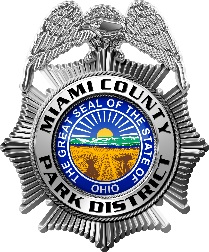 MIAMI COUNTY
THE GREAT SEAL OF THE STATE OF
OHIO
PARK DISTRICT